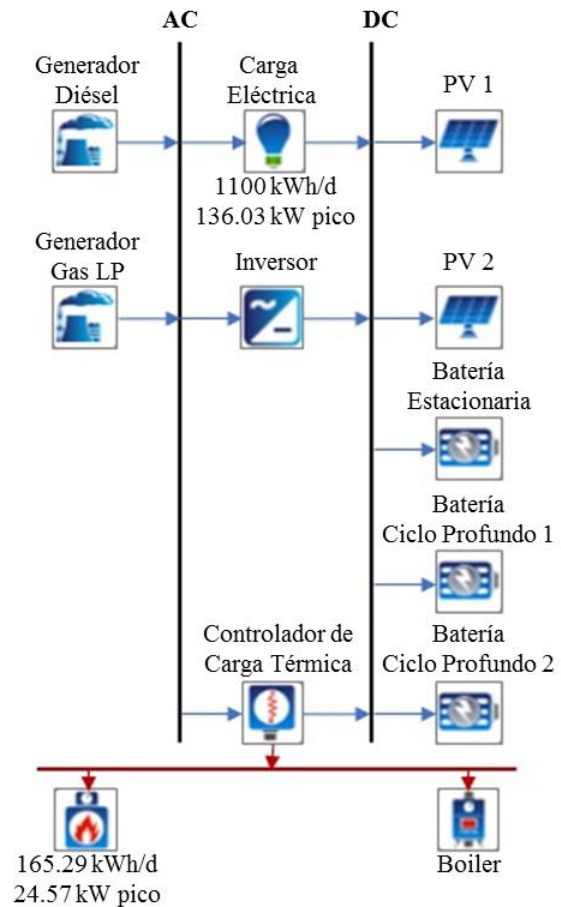 AC
DC
Generador
Diésel
Carga
Eléctrica
PV 1
1100 kWh/d
136.03 kW pico
Generador
Gas LP
Inversor
PV 2
Batería
Estacionaria
Batería
Ciclo Profundo 1
Controlador de
Carga Térmica
Batería
Ciclo Profundo 2
165.29 kWh/d
24.57 kW pico
Boiler